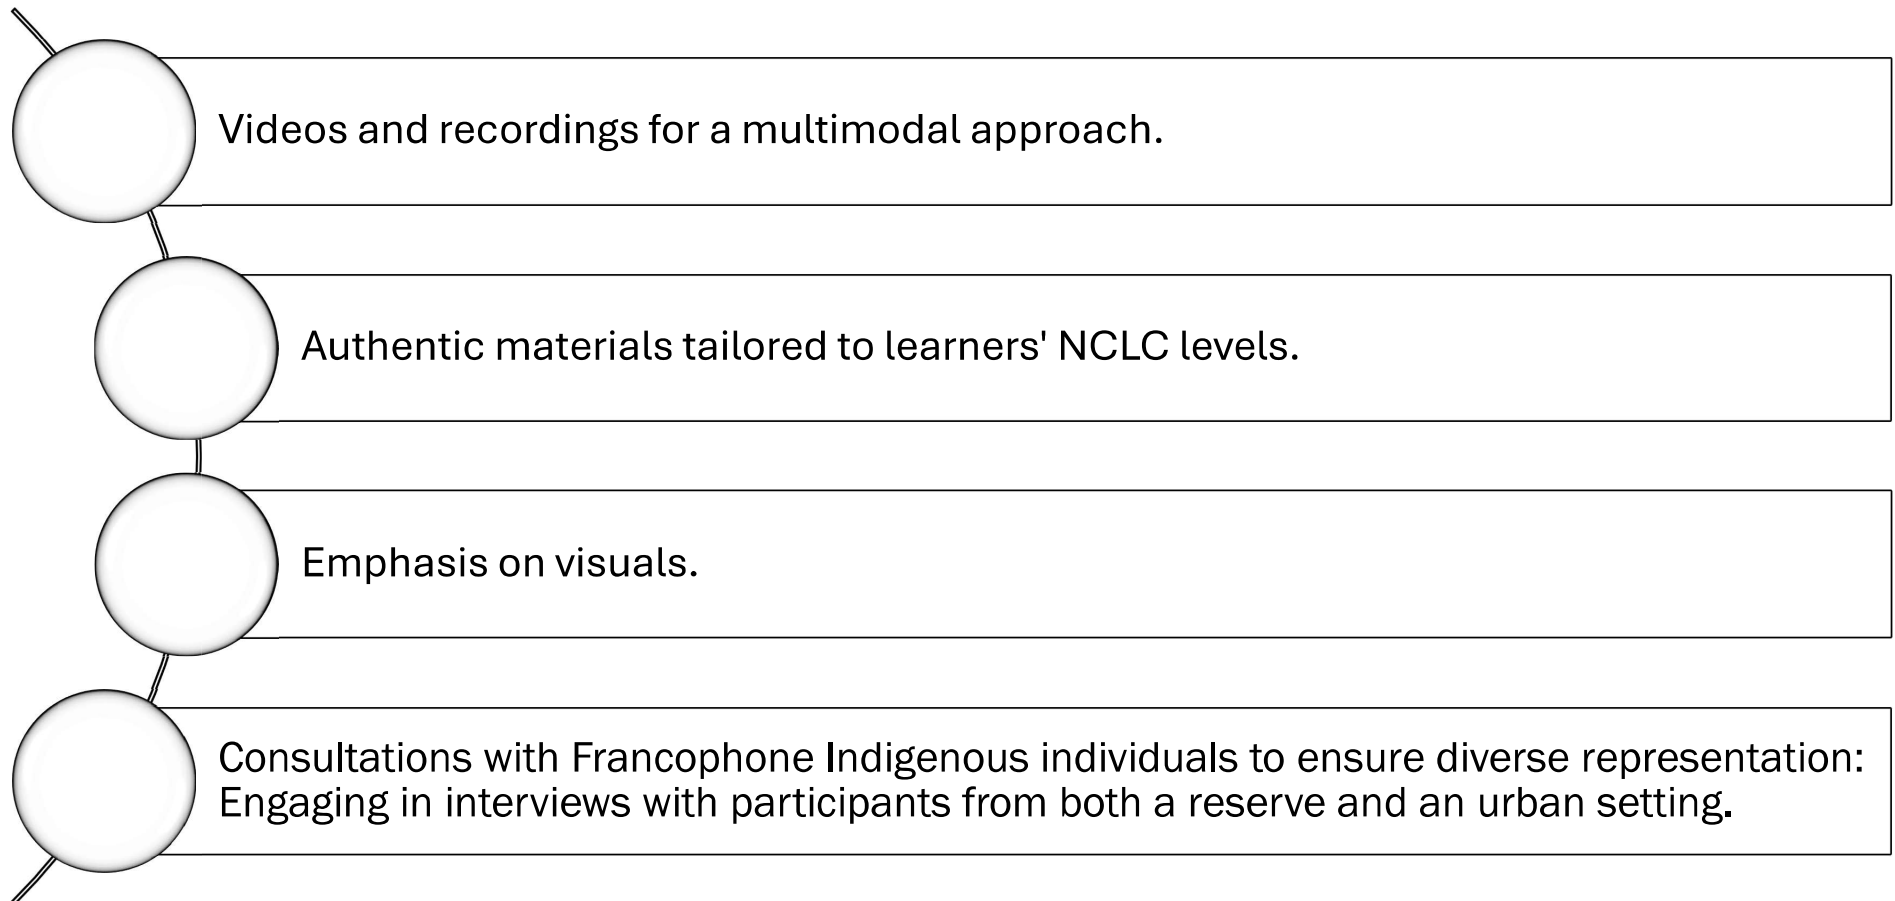 Videos and recordings for a multimodal approach.
Authentic materials tailored to learners' NCLC levels.
Emphasis on visuals.
Consultations with Francophone Indigenous individuals to ensure diverse representation:
Engaging in interviews with participants from both a reserve and an urban setting.